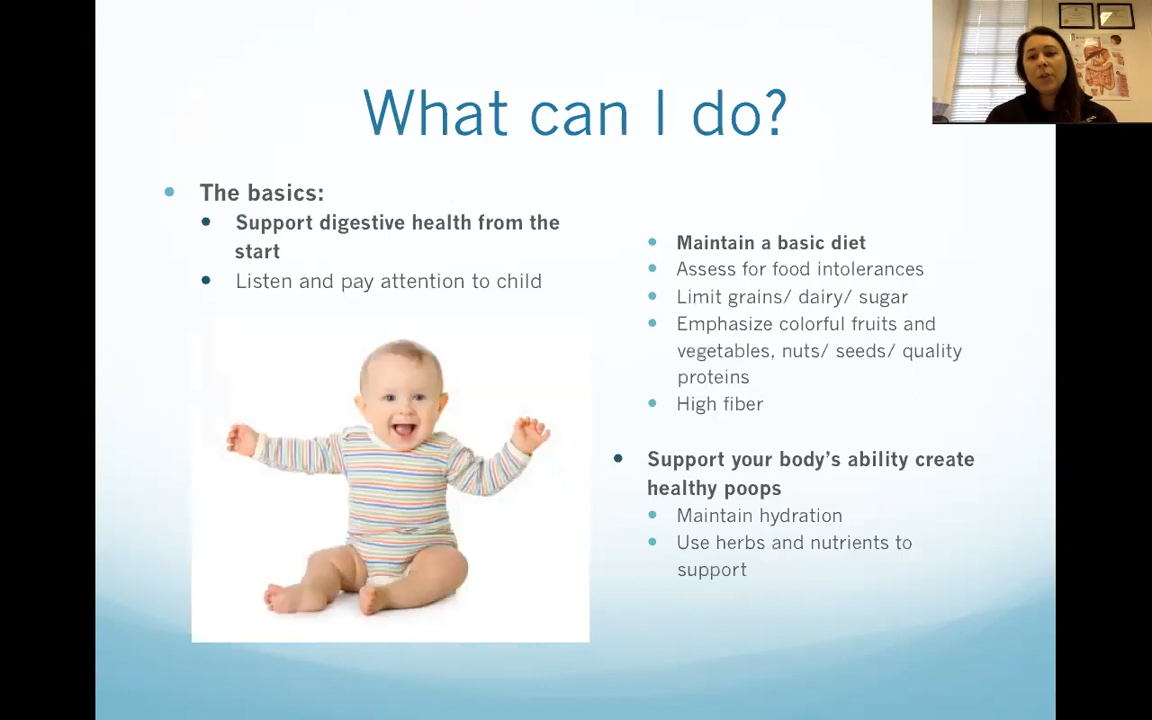 What can I do?
The basics:
Support digestive health from the
start
Listen and pay attention to child
Maintain a basic diet
Assess for food intolerances
Limit grains/ dairy/ sugar
Emphasize colorful fruits and
vegetables, nuts/ seeds/ quality
proteins
High fiber
Support your body's ability create
healthy poops
Maintain hydration
Use herbs and nutrients to
support